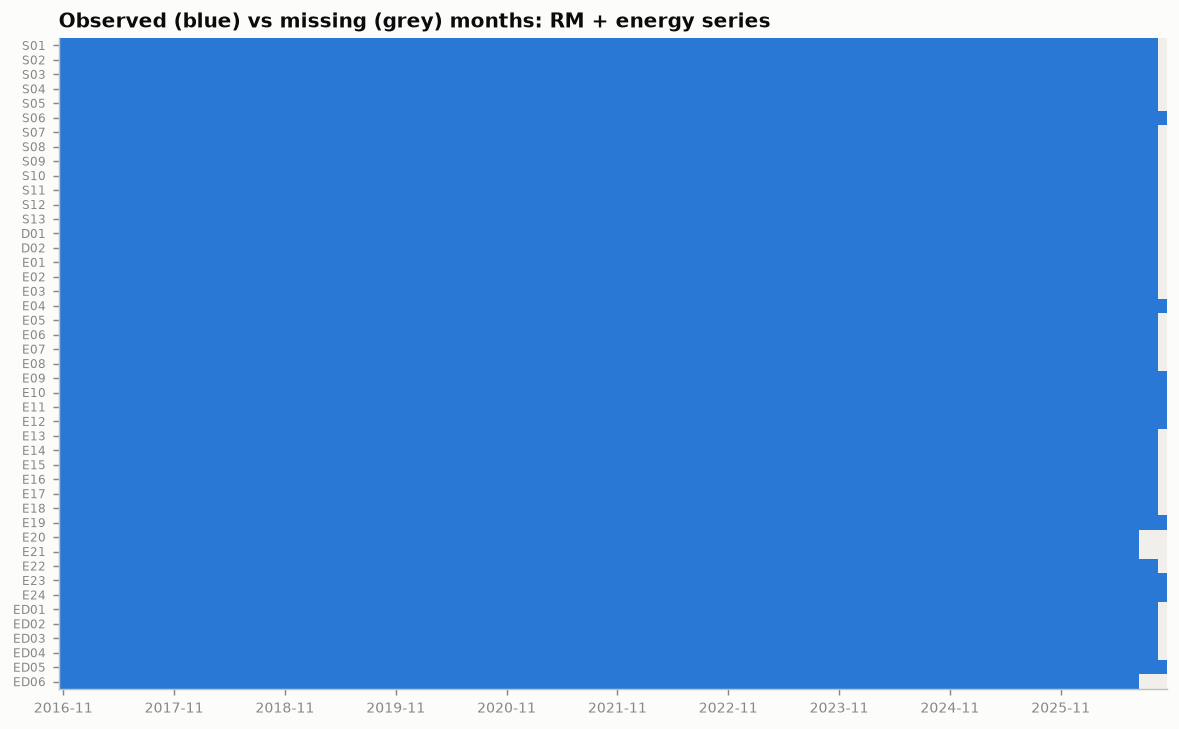 Observed (blue) vs missing (grey) months: RM + energy series
S01
S02
S03
S04
S05
S06
S07
S08
S09
S10
S11
S12
S13
D01
D02
E01
E02
E03
E04
E05
E06
E07
E08
E09
E10
E11
E12
E13
E14
E15
E16
E17
E18
E19
E20
E21
E22
E23
E24
ED01
ED02
ED03
ED04
ED05
ED06
2016-11 2017-11 2018-11 2019-11 2020-11 2021-11 2022-11 2023-11 2024-11 2025-11